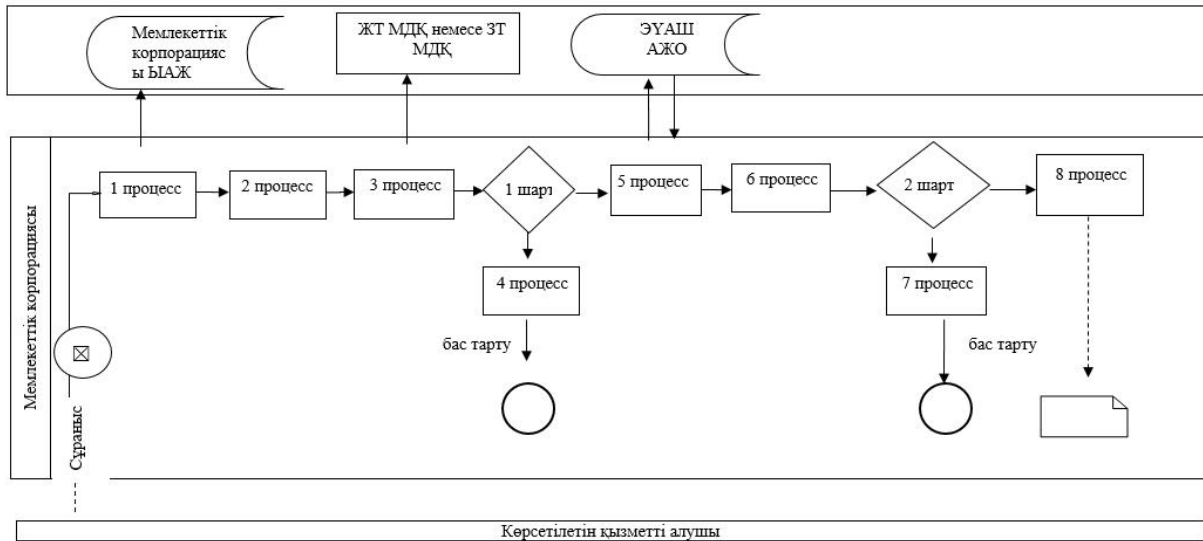 Мемлекеттік
корпорацияс
ы ЫАЖ
ЖТ МДҚ немесе ЗТ
МДҚ
ЭҮАШ
АЖО
Мемлекеттік корпорациясы
1 процесс
2 процесс
3 процесс
1 шарт
5 процесс
6 процесс
2 шарт
8 процесс
4 процесс
7 процесс
бас тарту
бас тарту
Сұраныс
Көрсетілетін қызметті алушы